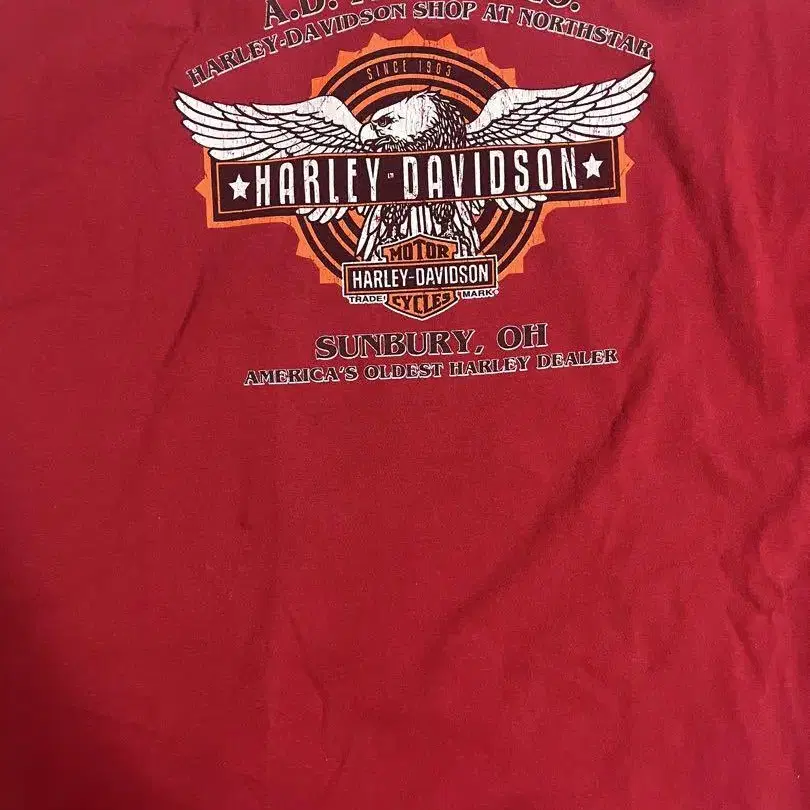 A.D.
HARLEY-DAVIDSON SHOP AT NORTHSTAR
SINCE 1903
HARLEY-DAVIDSON
MOTOR
HARLEY-DAVIDSON
TRADE MARK
CYCLES
SUNBURY, OH
AMERICA'S OLDEST HARLEY DEALER